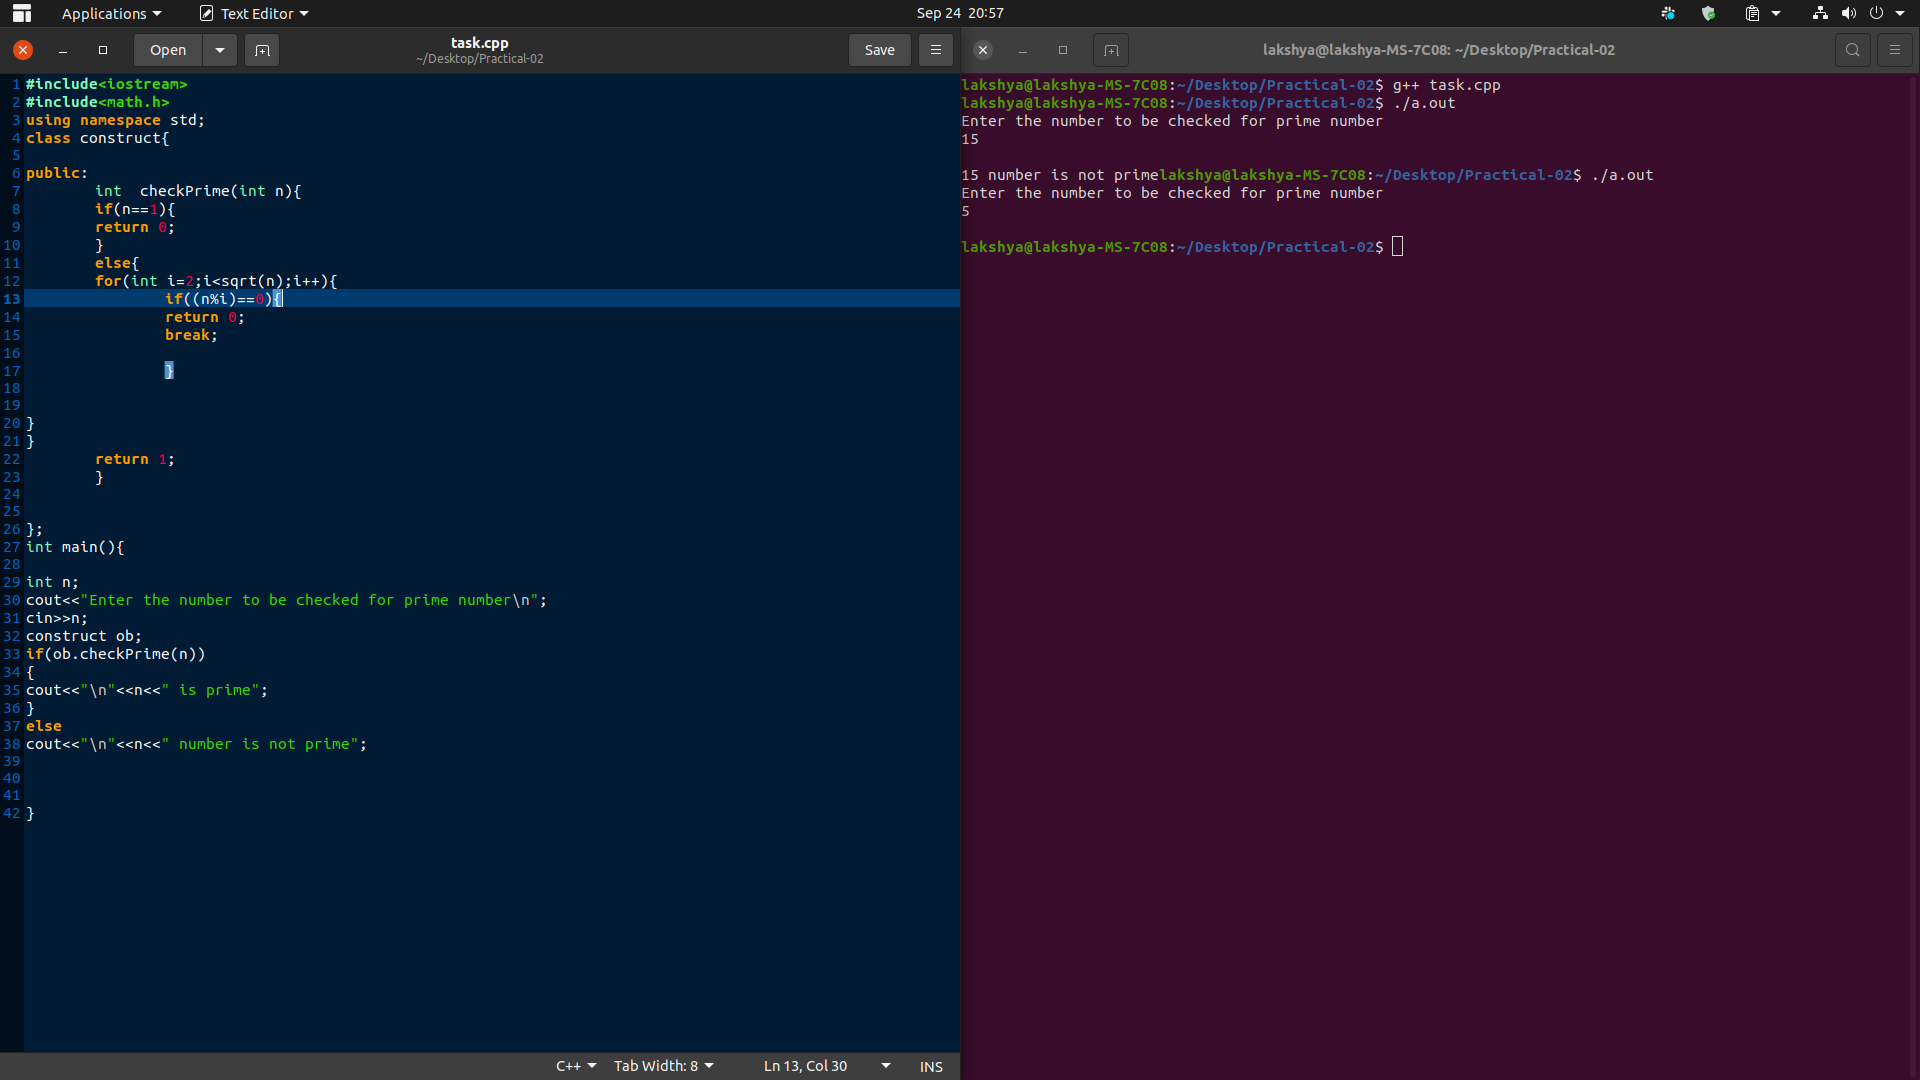 Applications Text Editor Sep 24 20:57
Open task.cpp Save
~/Desktop/Practical-02
1 #include<iostream>
2 #include<math.h>
3 using namespace std;
4 class construct{
5
6 public:
7 int  checkPrime(int n){
8 if(n==1){
9 return 0;
10 }
11 else{
12 for(int i=2;i<sqrt(n);i++){
13 if((n%i)==0){
14 return 0;
15 break;
16
17 }
18
19
20 }
21 }
22 return 1;
23 }
24
25
26 };
27 int main(){
28
29 int n;
30 cout<<"Enter the number to be checked for prime number\n";
31 cin>>n;
32 construct ob;
33 if(ob.checkPrime(n))
34 {
35 cout<<"\n"<<n<<" is prime";
36 }
37 else
38 cout<<"\n"<<n<<" number is not prime";
39
40
41
42 }
C++ Tab Width: 8 Ln 13, Col 30 INS
lakshya@lakshya-MS-7C08: ~/Desktop/Practical-02
lakshya@lakshya-MS-7C08:~/Desktop/Practical-02$ g++ task.cpp
lakshya@lakshya-MS-7C08:~/Desktop/Practical-02$ ./a.out
Enter the number to be checked for prime number
15
15 number is not primelakshya@lakshya-MS-7C08:~/Desktop/Practical-02$ ./a.out
Enter the number to be checked for prime number
5
lakshya@lakshya-MS-7C08:~/Desktop/Practical-02$